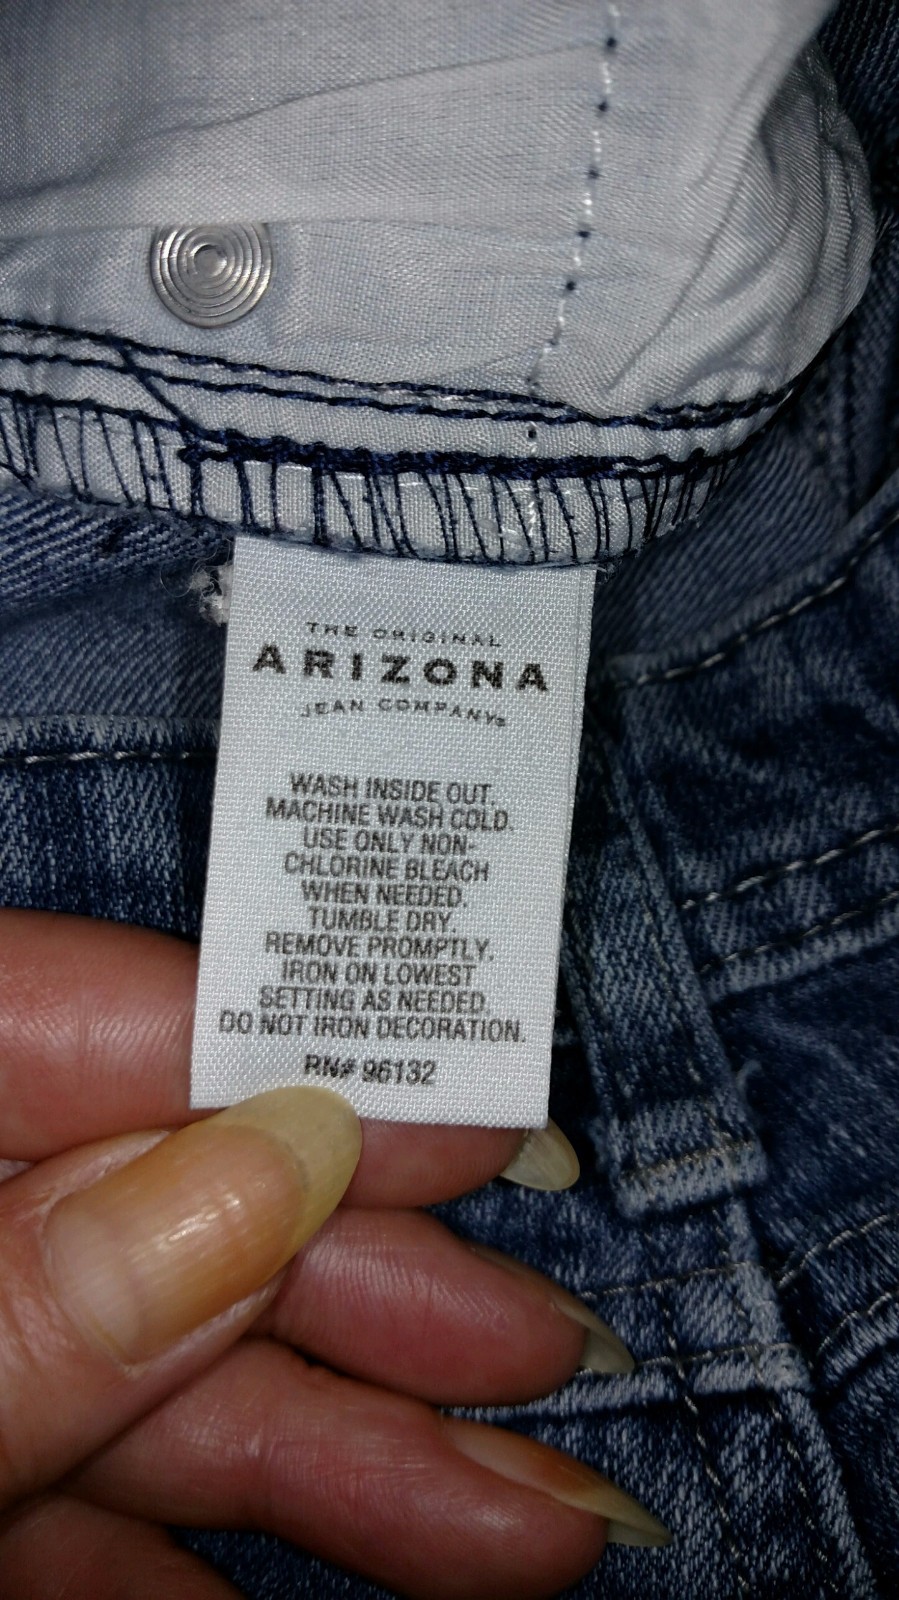 THE ORIGINAL
ARIZONA
JEAN COMPANY®
WASH INSIDE OUT.
MACHINE WASH COLD.
USE ONLY NON-
CHLORINE BLEACH
WHEN NEEDED.
TUMBLE DRY.
REMOVE PROMPTLY.
IRON ON LOWEST
SETTING AS NEEDED.
DO NOT IRON DECORATION.
RN# 96132